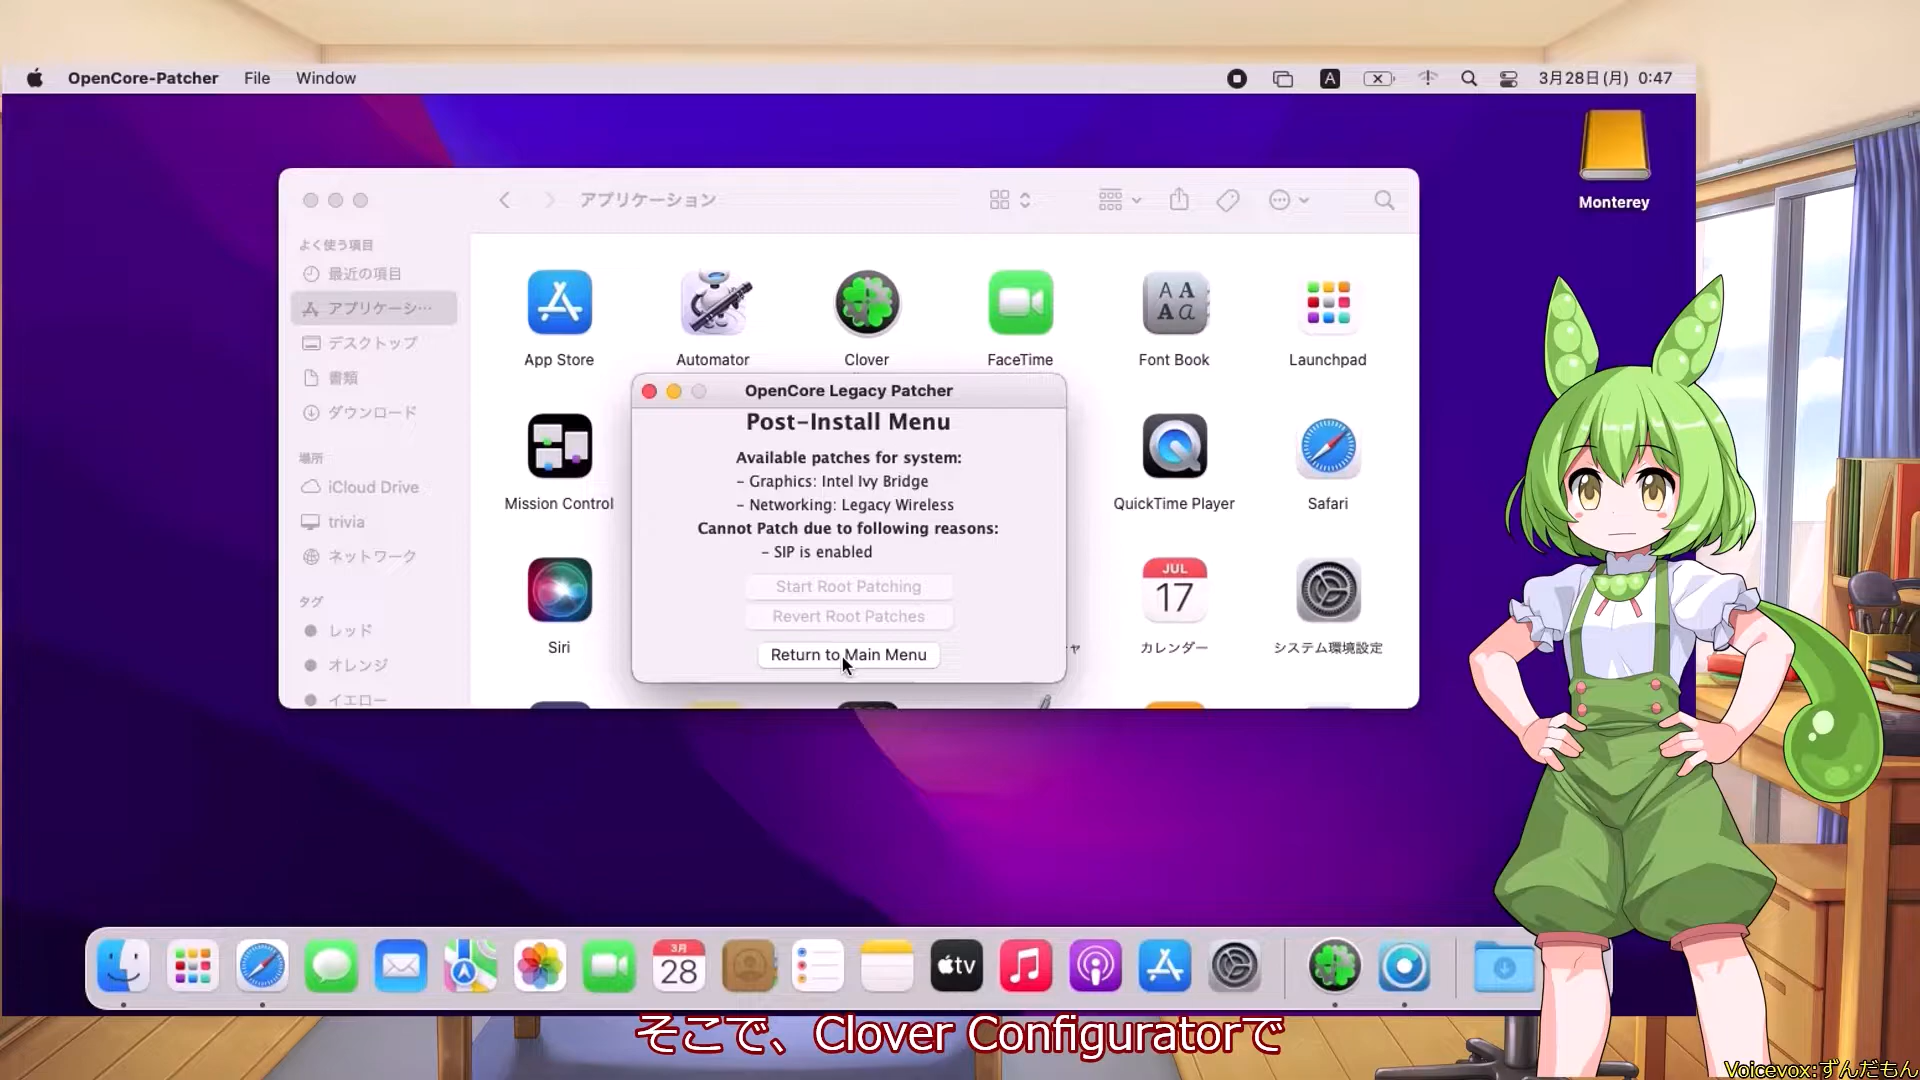 OpenCore-Patcher File Window
A
3月28日(月) 0:47
Monterey
アプリケーション
よく使う項目
最近の項目
アプリケーシ…
デスクトップ
書類
ダウンロード
場所
iCloud Drive
trivia
ネットワーク
タグ
レッド
オレンジ
イエロー
App Store
Automator
Clover
FaceTime
A A
A a
Font Book
Launchpad
Mission Control
QuickTime Player
Safari
Siri
JUL
17
カレンダー
システム環境設定
ャ
OpenCore Legacy Patcher
Post-Install Menu
Available patches for system:
- Graphics: Intel Ivy Bridge
- Networking: Legacy Wireless
Cannot Patch due to following reasons:
- SIP is enabled
Start Root Patching
Revert Root Patches
Return to Main Menu
3月
28
tv
そこで、Clover Configuratorで
Voicevox:ずんだもん